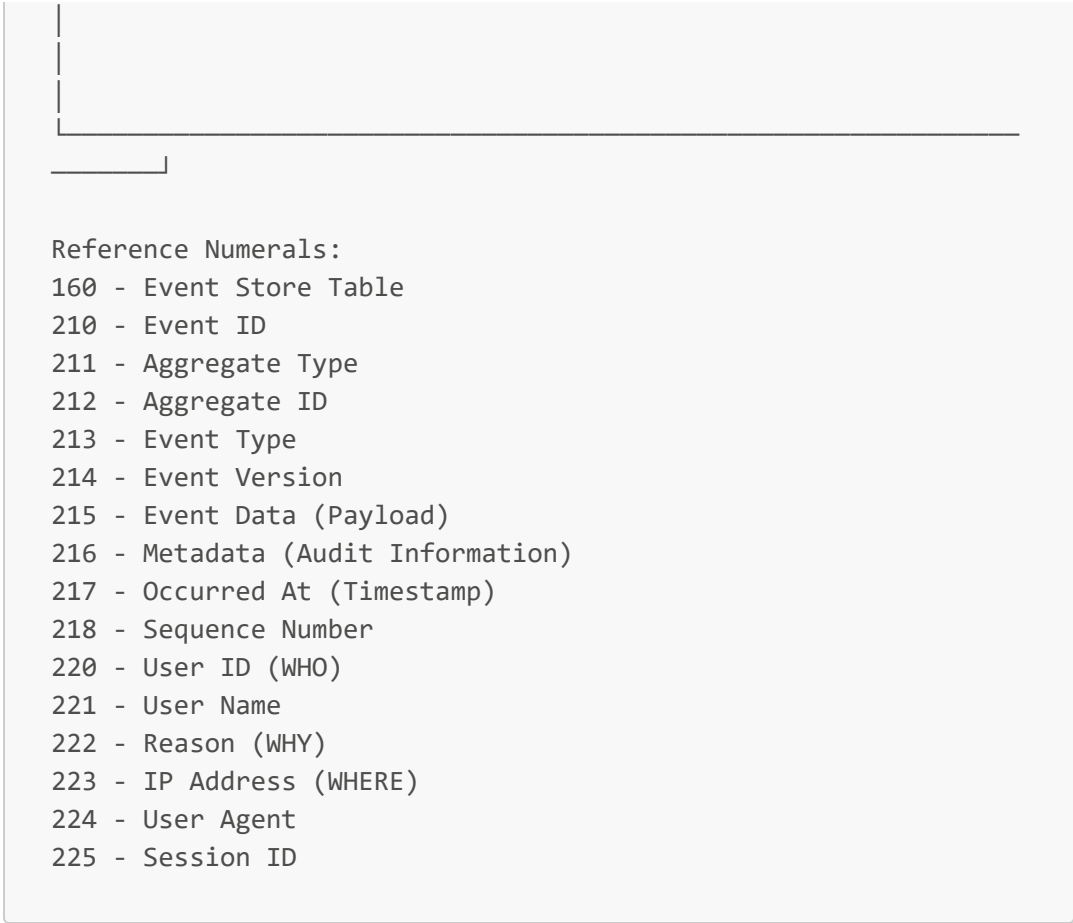 Reference Numerals:
160 - Event Store Table
210 - Event ID
211 - Aggregate Type
212 - Aggregate ID
213 - Event Type
214 - Event Version
215 - Event Data (Payload)
216 - Metadata (Audit Information)
217 - Occurred At (Timestamp)
218 - Sequence Number
220 - User ID (WHO)
221 - User Name
222 - Reason (WHY)
223 - IP Address (WHERE)
224 - User Agent
225 - Session ID